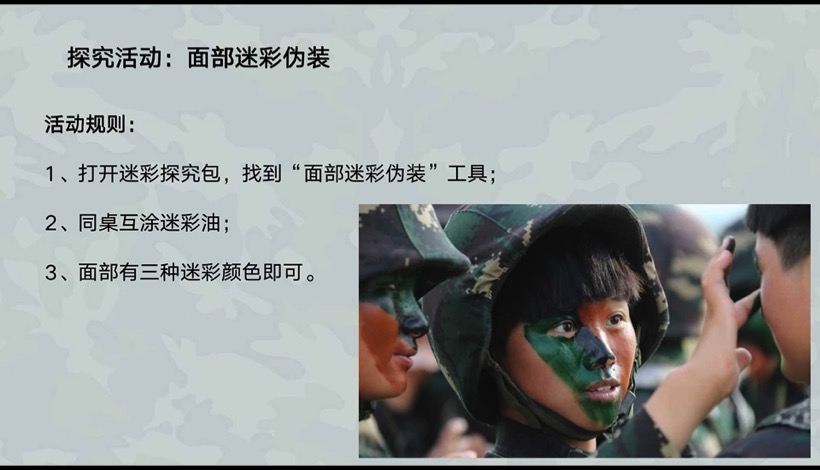 探究活动：面部迷彩伪装
活动规则：
1、打开迷彩探究包，找到“面部迷彩伪装”工具；
2、同桌互涂迷彩油；
3、面部有三种迷彩颜色即可。